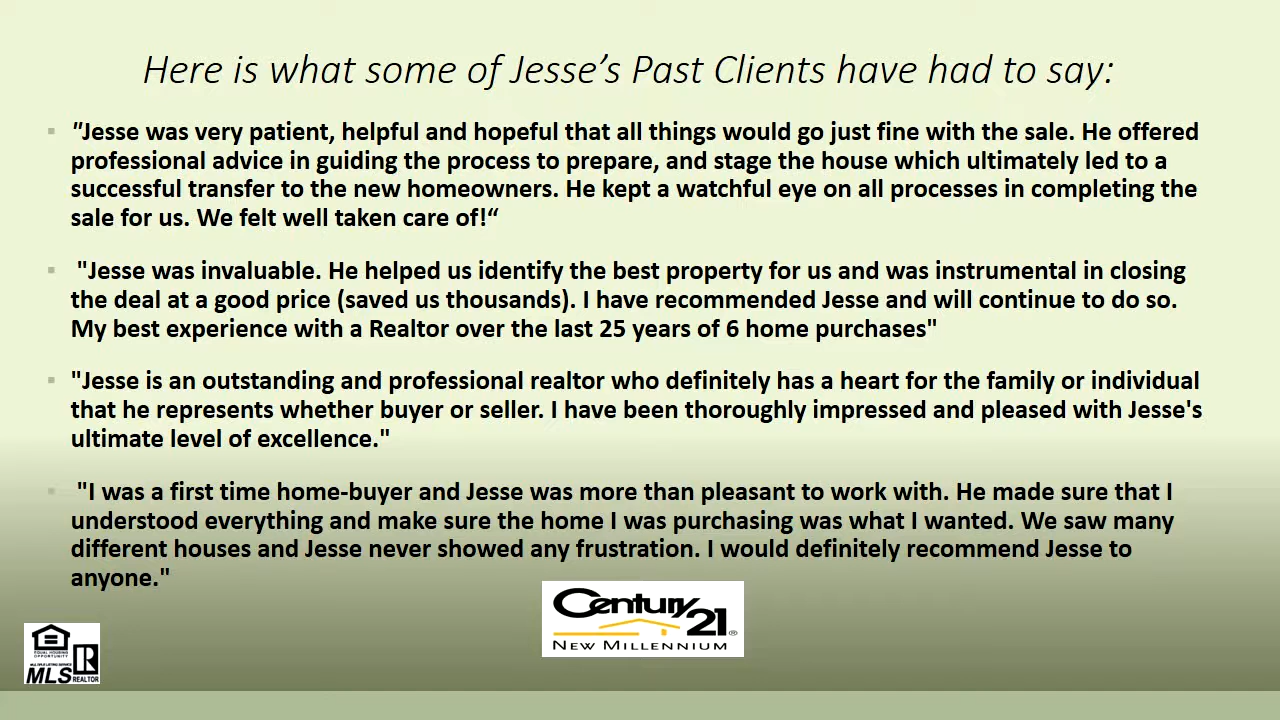 Here is what some of Jesse’s Past Clients have had to say:
"Jesse was very patient, helpful and hopeful that all things would go just fine with the sale. He offered
professional advice in guiding the process to prepare, and stage the house which ultimately led to a
successful transfer to the new homeowners. He kept a watchful eye on all processes in completing the
sale for us. We felt well taken care of!“
"Jesse was invaluable. He helped us identify the best property for us and was instrumental in closing
the deal at a good price (saved us thousands). I have recommended Jesse and will continue to do so.
My best experience with a Realtor over the last 25 years of 6 home purchases"
"Jesse is an outstanding and professional realtor who definitely has a heart for the family or individual
that he represents whether buyer or seller. I have been thoroughly impressed and pleased with Jesse's
ultimate level of excellence."
"I was a first time home-buyer and Jesse was more than pleasant to work with. He made sure that I
understood everything and make sure the home I was purchasing was what I wanted. We saw many
different houses and Jesse never showed any frustration. I would definitely recommend Jesse to
anyone."
Century 21®
NEW MILLENNIUM
EQUAL HOUSING
OPPORTUNITY
MULTIPLE LISTING SERVICE
MLS
R
REALTOR